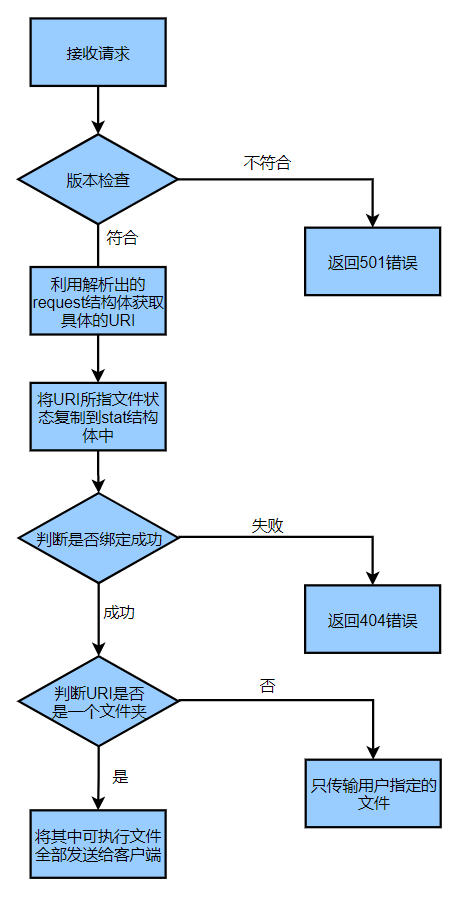 接收请求
版本检查
不符合
符合
返回501错误
利用解析出的
request结构体获取
具体的URI
将URI所指文件状
态复制到stat结构
体中
判断是否绑定成功
失败
返回404错误
成功
判断URI是否
是一个文件夹
否
是
只传输用户指定的
文件
将其中可执行文件
全部发送给客户端